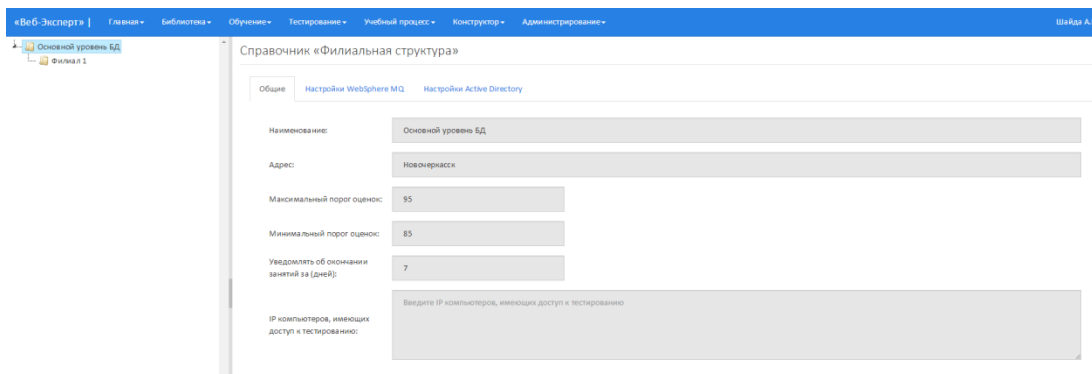 «Веб-Эксперт» | Главная Библиотека Обучение Тестирование Учебный процесс Конструктор Администрирование Шайда А.
Основной уровень БД
Филиал 1
Справочник «Филиальная структура»
Общие Настройки WebSphere MQ Настройки Active Directory
Наименование: Основной уровень БД
Адрес: Новочеркасск
Максимальный порог оценок: 95
Минимальный порог оценок: 85
Уведомлять об окончании
занятий за (дней): 7
Введите IP компьютеров, имеющих доступ к тестированию
IP компьютеров, имеющих
доступ к тестированию: